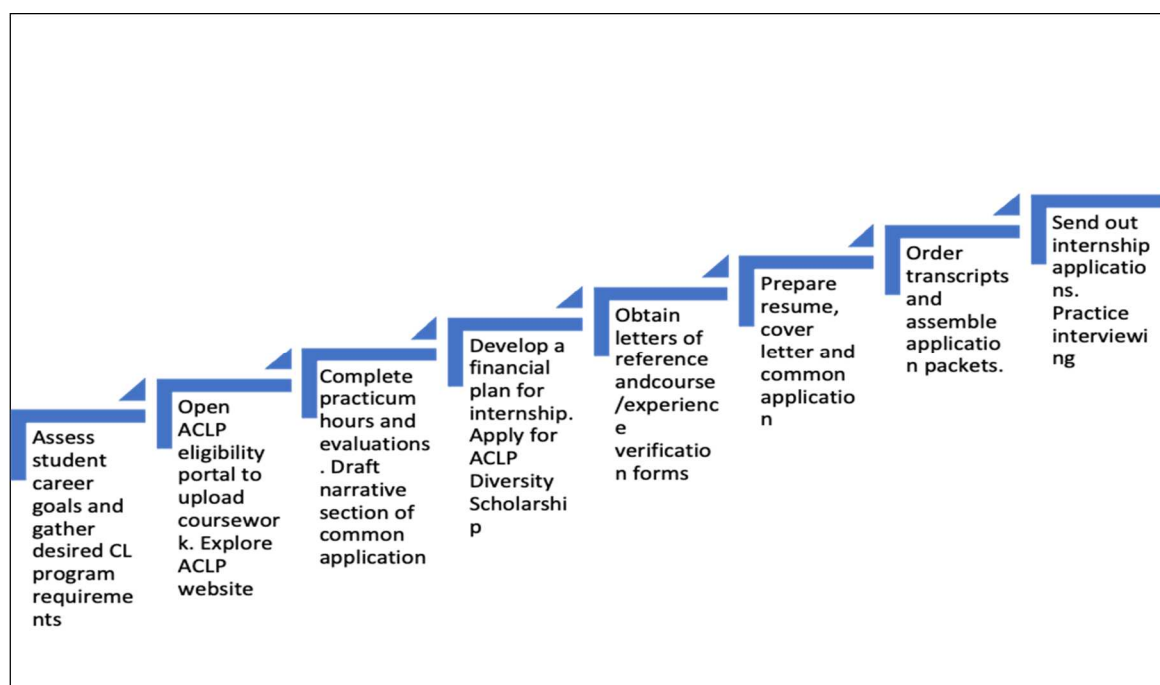 Assess
student
career
goals and
gather
desired CL
program
requireme
nts
Open
ACLP
eligibility
portal to
upload
coursewor
k. Explore
ACLP
website
Complete
practicum
hours and
evaluations
. Draft
narrative
section of
common
application
Develop a
financial
plan for
internship.
Apply for
ACLP
Diversity
Scholarshi
p
Obtain
letters of
reference
andcourse
/experienc
e
verificatio
n forms
Prepare
resume,
cover
letter and
common
applicatio
n
Order
transcripts
and
assemble
applicatio
n packets.
Send out
internship
applicatio
ns.
Practice
interviewi
ng